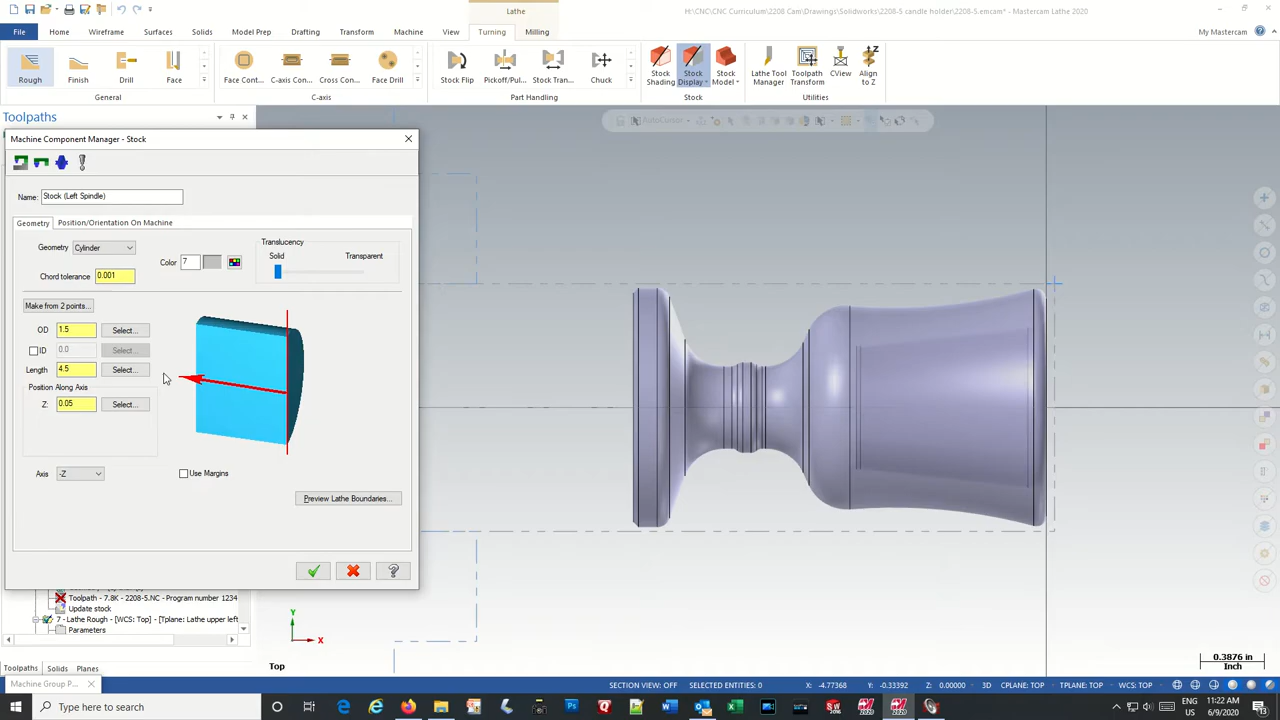 Lathe
H:\CNC\CNC Curriculum\2208 Cam\Drawings\Solidworks\2208-5 candle holder\2208-5.emcam* - Mastercam Lathe 2020
File Home Wireframe Surfaces Solids Model Prep Drafting Transform Machine View Turning Milling
My Mastercam
Rough Finish Drill Face Face Cont... C-axis Con... Cross Con... Face Drill Stock Flip Pickoff/Pul... Stock Tran... Chuck Stock Shading Stock Display Stock Model Lathe Tool Manager Toolpath Transform CView Align to Z
General C-axis Part Handling Stock Utilities
Toolpaths
AutoCursor
Machine Component Manager - Stock
Name: Stock (Left Spindle)
Geometry Position/Orientation On Machine
Geometry Cylinder
Color 7
Translucency
Solid Transparent
Chord tolerance 0.001
Make from 2 points...
OD 1.5 Select...
ID 0.0 Select...
Length 4.5 Select...
Position Along Axis
Z: 0.05 Select...
Axis -Z
Use Margins
Preview Lathe Boundaries...
Toolpath - 7.8K - 2208-5.NC - Program number 1234
Update stock
7 - Lathe Rough - [WCS: Top] - [Tplane: Lathe upper left
Parameters
Y
X
Top
0.3876 in
Inch
Toolpaths Solids Planes
Machine Group P...
SECTION VIEW: OFF SELECTED ENTITIES: 0 X: -4.77368 Y: -0.33392 Z: 0.00000 3D CPLANE: TOP TPLANE: TOP WCS: TOP
Type here to search
11:22 AM
6/9/2020